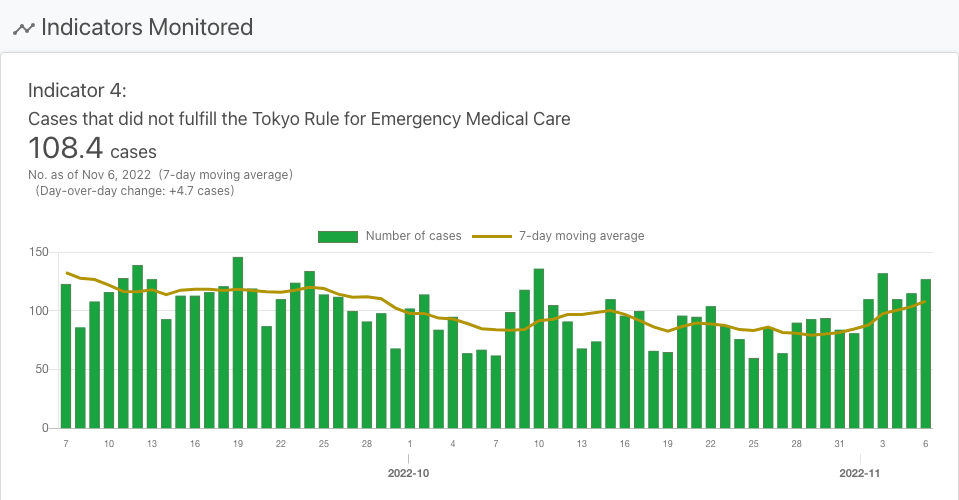 Indicators Monitored
Indicator 4:
Cases that did not fulfill the Tokyo Rule for Emergency Medical Care
108.4 cases
No. as of Nov 6, 2022 (7-day moving average)
(Day-over-day change: +4.7 cases)
Number of cases 7-day moving average
150
100
50
0
7 10 13 16 19 22 25 28 1 4 7 10 13 16 19 22 25 28 31 3 6
2022-10 2022-11